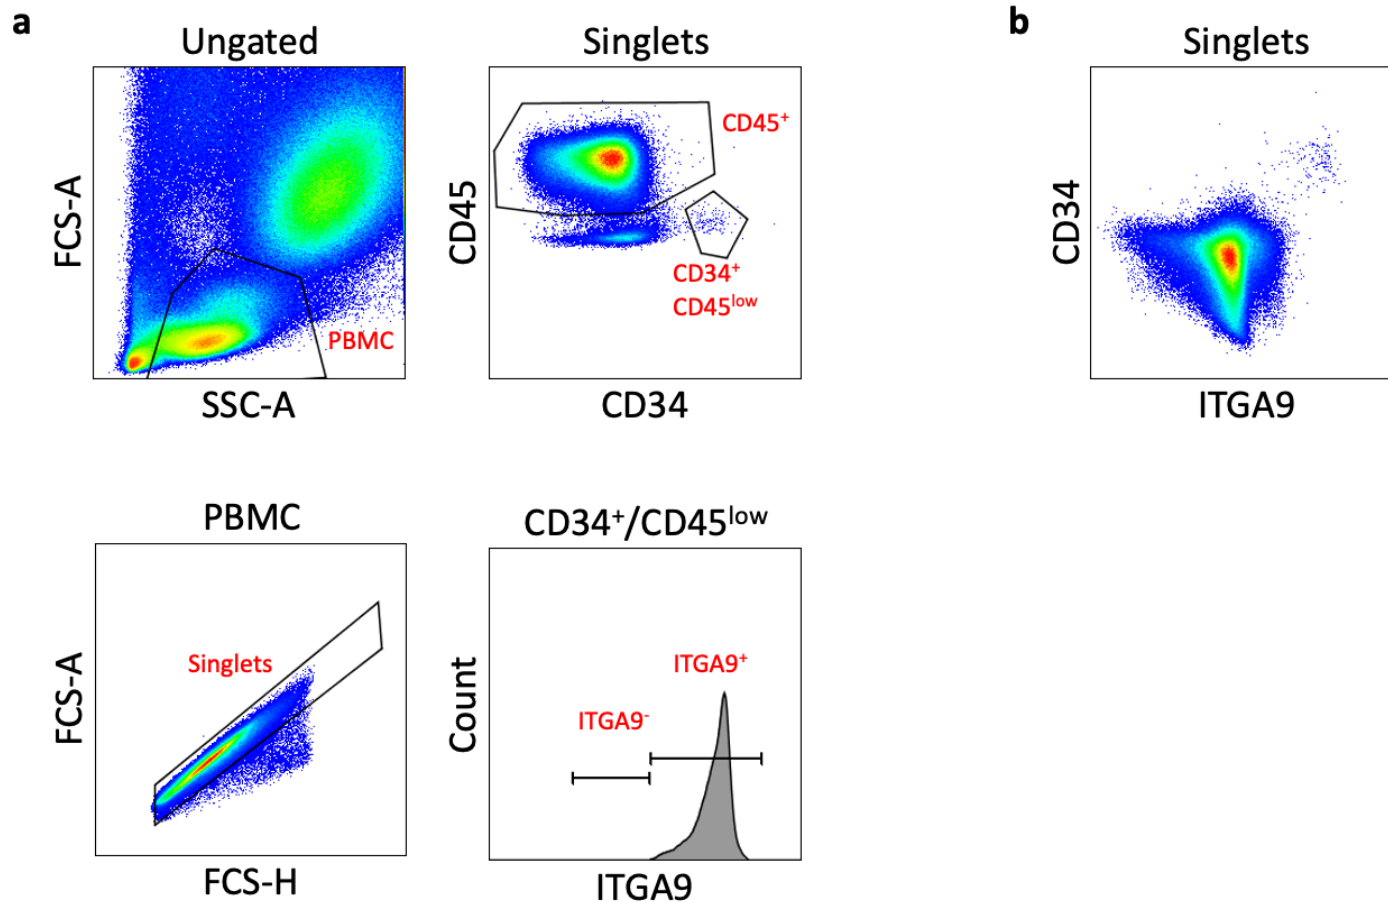 a
Ungated
FCS-A
PBMC
SSC-A
Singlets
CD45
CD45⁺
CD34⁺
CD45ˡᵒʷ
CD34
b
Singlets
CD34
ITGA9
PBMC
FCS-A
Singlets
FCS-H
CD34⁺/CD45ˡᵒʷ
Count
ITGA9⁺
ITGA9⁻
ITGA9